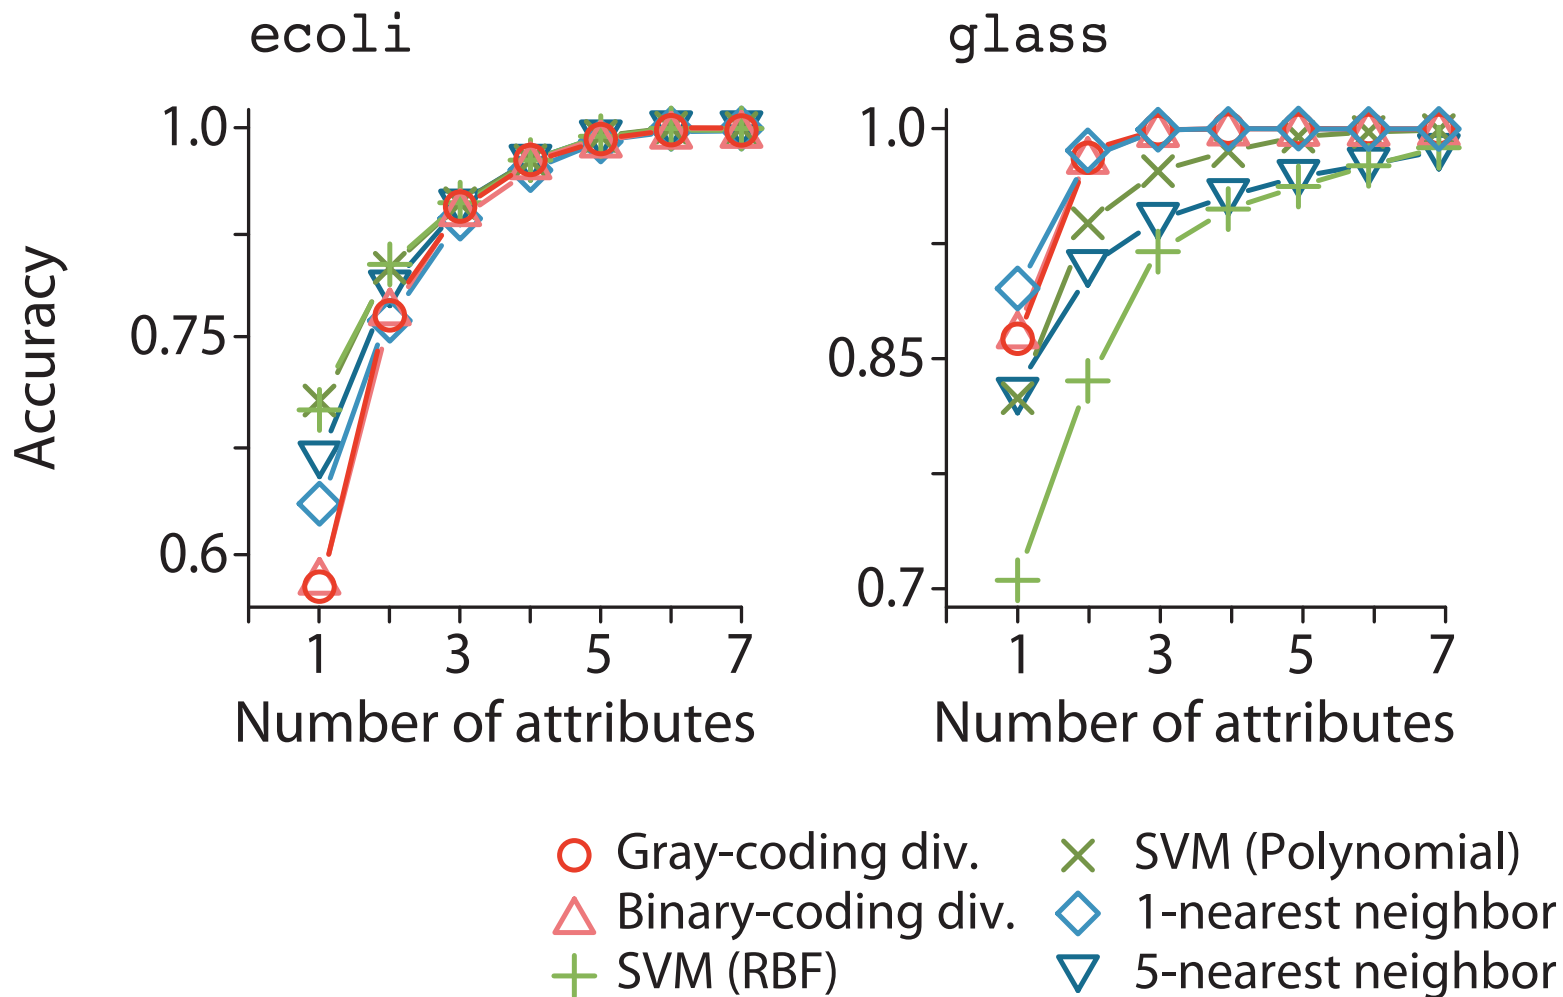 ecoli
glass
Accuracy
1.0
0.75
0.6
1 3 5 7
Number of attributes
1.0
0.85
0.7
1 3 5 7
Number of attributes
Gray-coding div.
Binary-coding div.
SVM (RBF)
SVM (Polynomial)
1-nearest neighbor
5-nearest neighbor